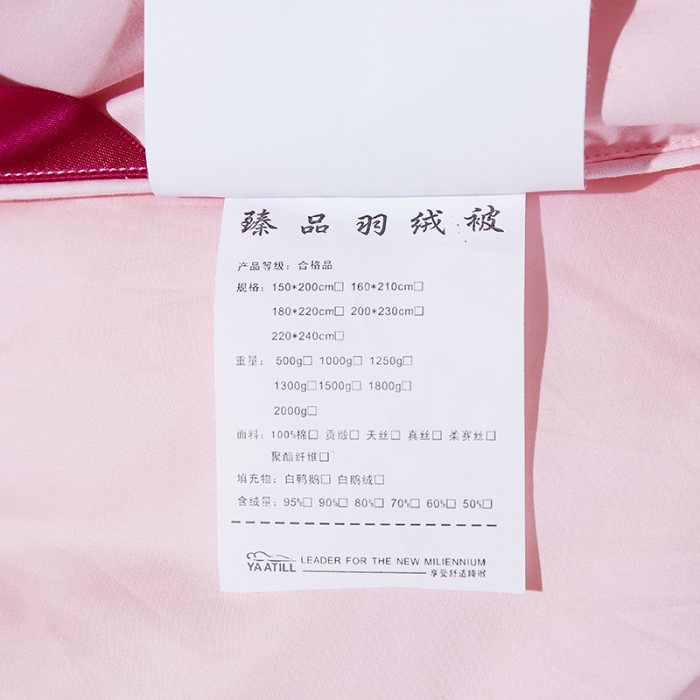 臻品羽绒被
产品等级：合格品
规格：150*200cm□ 160*210cm□
180*220cm□ 200*230cm□
220*240cm□
重量： 500g□ 1000g□ 1250g□
1300g□1500g□ 1800g□
2000g□
面料：100%棉□ 贡缎□ 天丝□ 真丝□ 柔赛丝□
聚酯纤维□
填充物：白鸭鹅□ 白鹅绒□
含绒量：95%□ 90%□ 80%□ 70%□ 60%□ 50%□
YAATILL LEADER FOR THE NEW MILIENNIUM
享受舒适睡眠